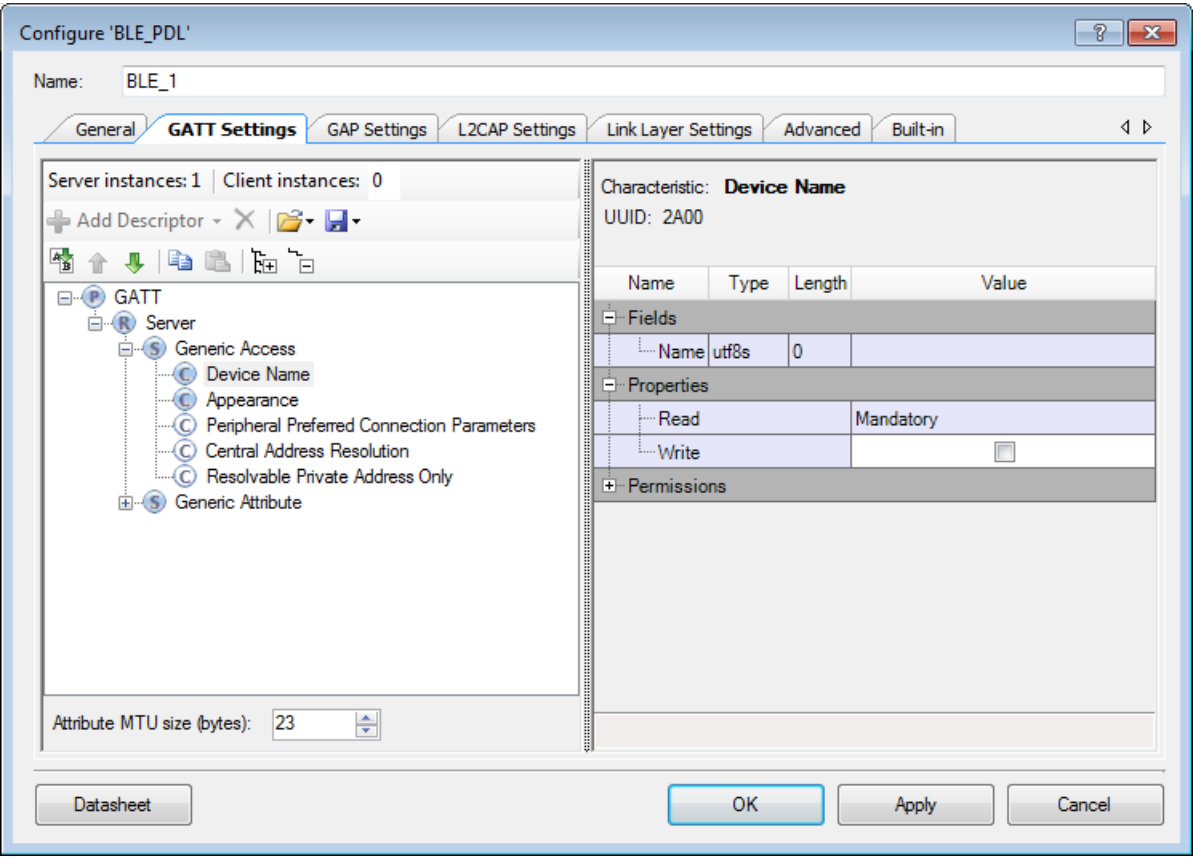 Configure 'BLE_PDL'
Name: BLE_1
General GATT Settings GAP Settings L2CAP Settings Link Layer Settings Advanced Built-in
Server instances: 1 Client instances: 0
Add Descriptor
GATT
Server
Generic Access
Device Name
Appearance
Peripheral Preferred Connection Parameters
Central Address Resolution
Resolvable Private Address Only
Generic Attribute
Attribute MTU size (bytes): 23
Characteristic: Device Name
UUID: 2A00
Name Type Length Value
Fields
Name utf8s 0
Properties
Read Mandatory
Write
Permissions
Datasheet OK Apply Cancel